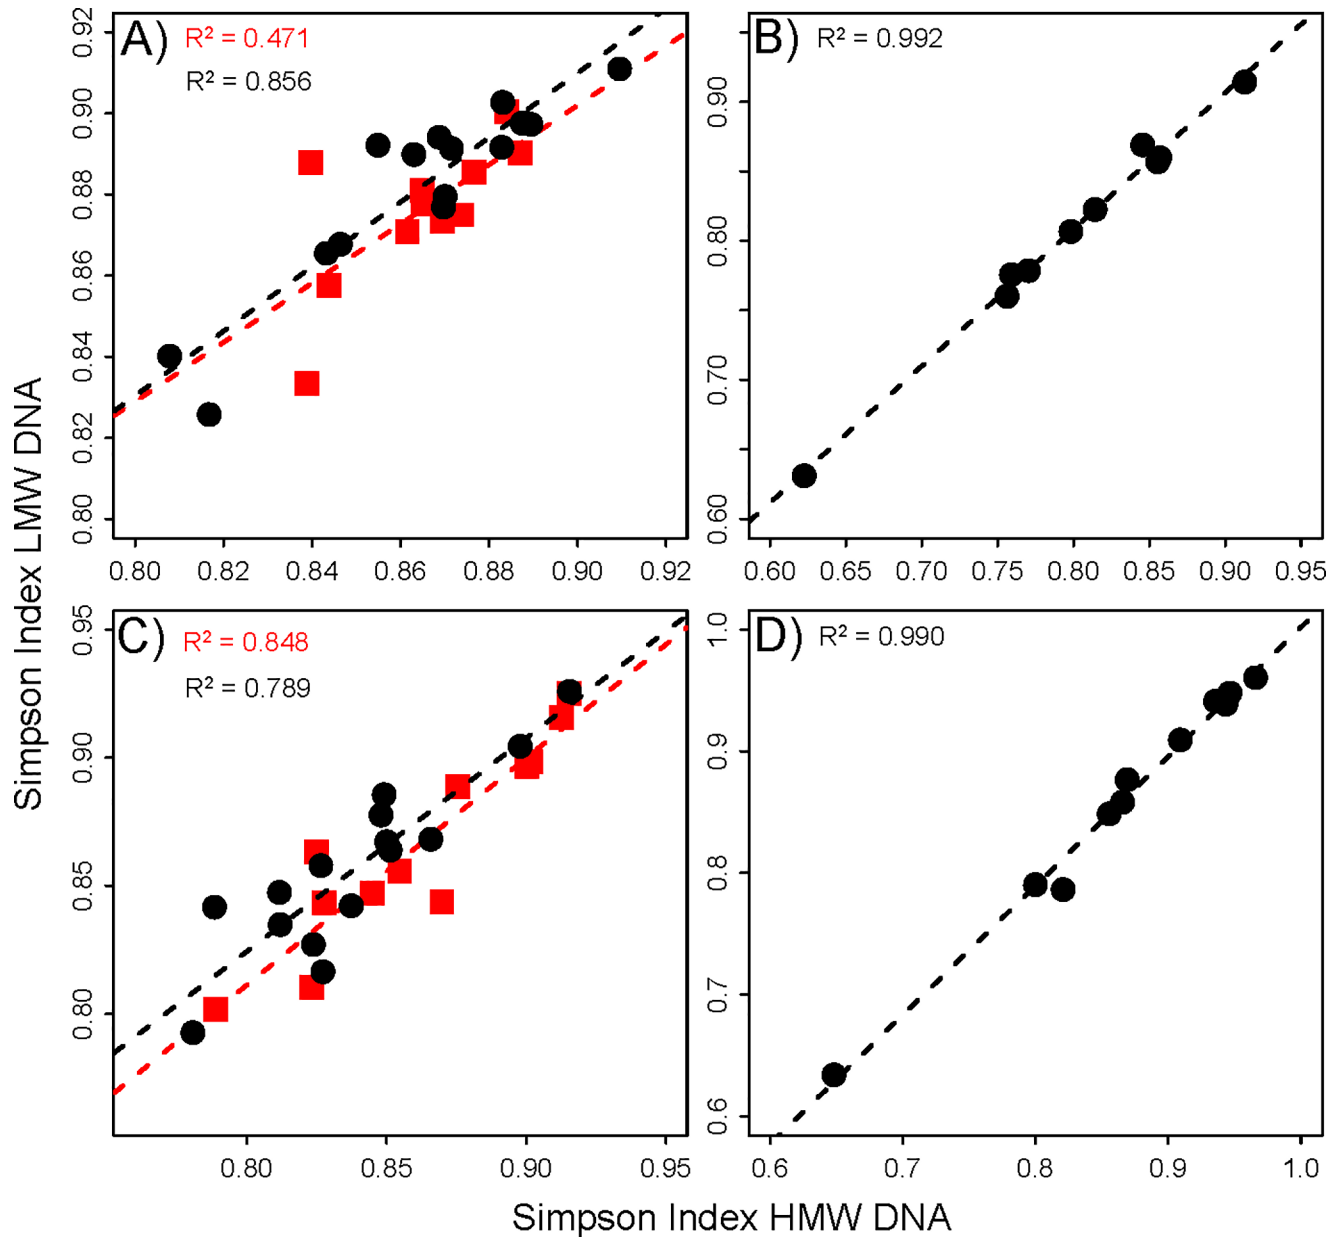 A) R² = 0.471
R² = 0.856
0.92
0.90
0.88
0.86
0.84
0.82
0.80
0.80 0.82 0.84 0.86 0.88 0.90 0.92
B) R² = 0.992
0.90
0.80
0.70
0.60
0.60 0.65 0.70 0.75 0.80 0.85 0.90 0.95
Simpson Index LMW DNA
C) R² = 0.848
R² = 0.789
0.95
0.90
0.85
0.80
0.80 0.85 0.90 0.95
D) R² = 0.990
1.0
0.9
0.8
0.7
0.6
0.6 0.7 0.8 0.9 1.0
Simpson Index HMW DNA